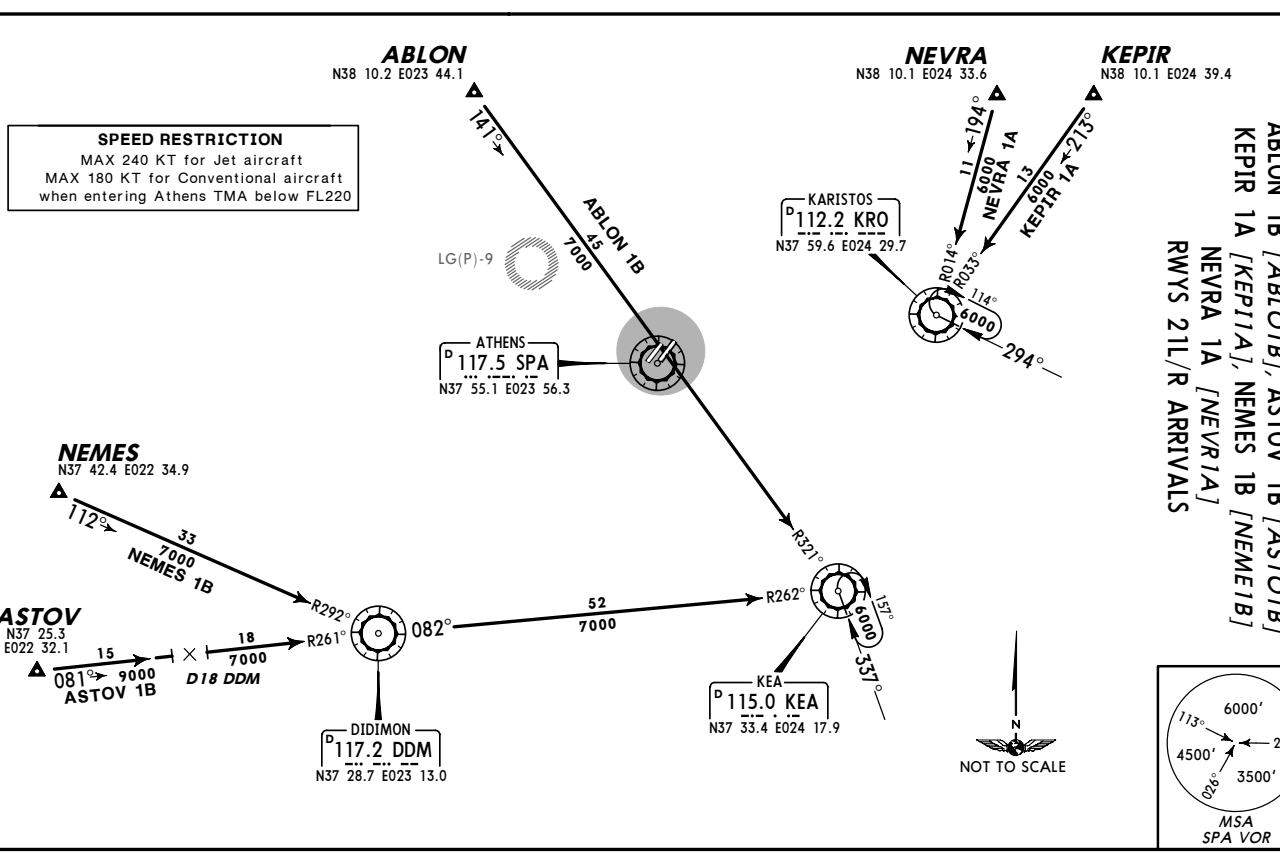 ABLON
N38 10.2 E023 44.1
NEVRA
N38 10.1 E024 33.6
KEPIR
N38 10.1 E024 39.4
SPEED RESTRICTION
MAX 240 KT for Jet aircraft
MAX 180 KT for Conventional aircraft
when entering Athens TMA below FL220
141°
ABLON 1B
45
7000
194°
11
6000
NEVRA 1A
213°
13
6000
KEPIR 1A
R014°
R033°
KARISTOS
D 112.2 KRO
N37 59.6 E024 29.7
114°
6000
294°
LG(P)-9
ATHENS
D 117.5 SPA
N37 55.1 E023 56.3
NEMES
N37 42.4 E022 34.9
112°
33
7000
NEMES 1B
R292°
ASTOV
N37 25.3
E022 32.1
15
081°
9000
ASTOV 1B
18
7000
D18 DDM
R261°
082°
52
7000
R262°
R321°
157°
6000
337°
DIDIMON
D 117.2 DDM
N37 28.7 E023 13.0
KEA
D 115.0 KEA
N37 33.4 E024 17.9
N
NOT TO SCALE
ABLON 1B [ABLO1B], ASTOV 1B [ASTO1B]
KEPIR 1A [KEPI1A], NEMES 1B [NEME1B]
NEVRA 1A [NEVR1A]
RWYS 21L/R ARRIVALS
6000'
113°
4500'
3500'
026°
MSA
SPA VOR